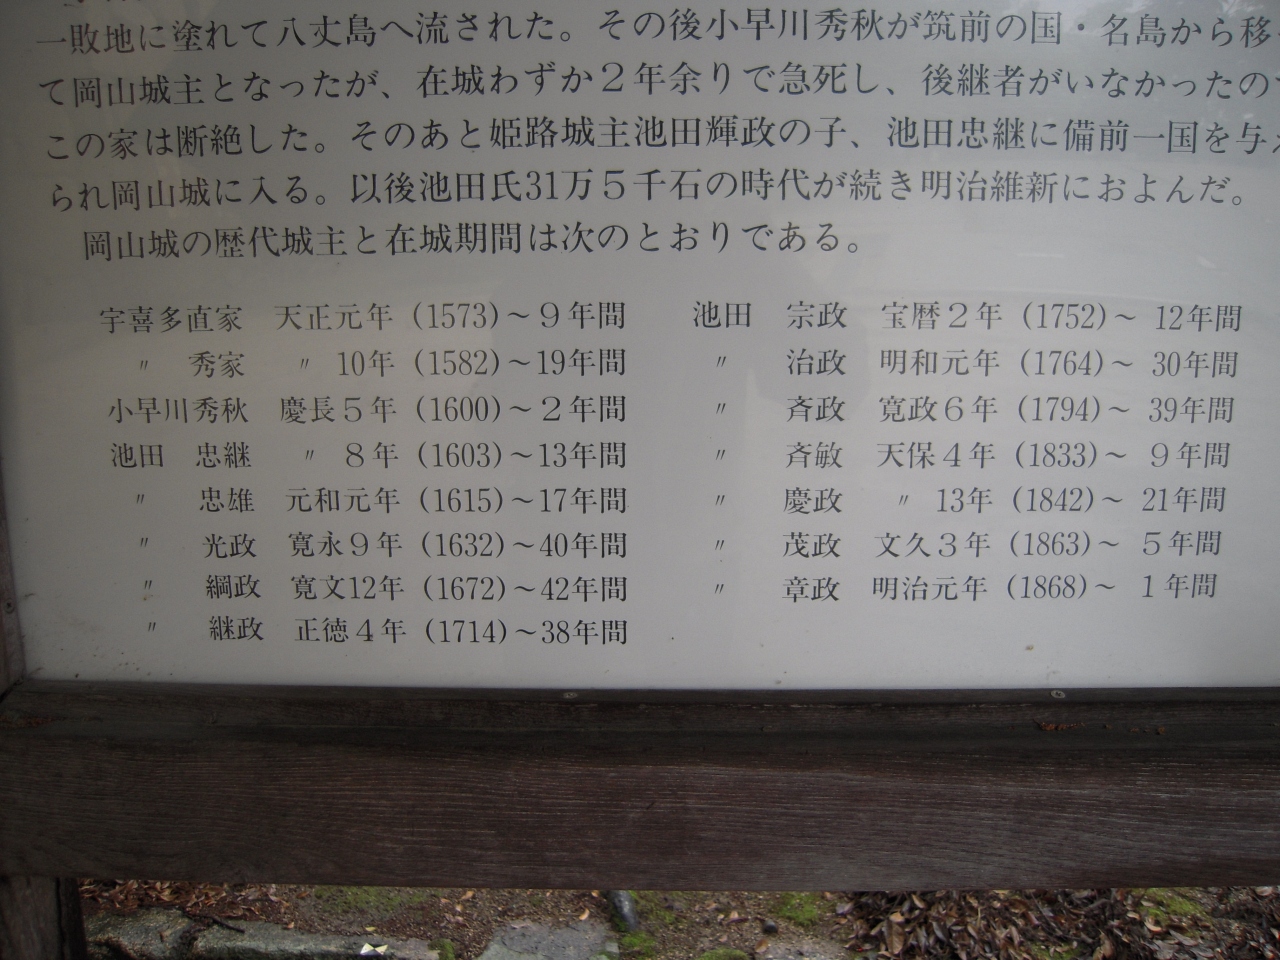 一敗地に塗れて八丈島へ流された。その後小早川秀秋が筑前の国・名島から移
て岡山城主となったが、在城わずか２年余りで急死し、後継者がいなかったの
この家は断絶した。そのあと姫路城主池田輝政の子、池田忠継に備前一国を与え
られ岡山城に入る。以後池田氏31万５千石の時代が続き明治維新におよんだ。
岡山城の歴代城主と在城期間は次のとおりである。
宇喜多直家　天正元年（1573）～９年間
〃　秀家　〃　10年（1582）～19年間
小早川秀秋　慶長５年（1600）～２年間
池田　忠継　〃　８年（1603）～13年間
〃　忠雄　元和元年（1615）～17年間
〃　光政　寛永９年（1632）～40年間
〃　綱政　寛文12年（1672）～42年間
〃　継政　正徳４年（1714）～38年間
池田　宗政　宝暦２年（1752）～12年間
〃　治政　明和元年（1764）～30年間
〃　斉政　寛政６年（1794）～39年間
〃　斉敏　天保４年（1833）～９年間
〃　慶政　〃　13年（1842）～21年間
〃　茂政　文久３年（1863）～５年間
〃　章政　明治元年（1868）～１年間